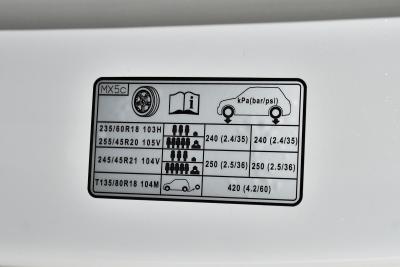 MX5c
kPa(bar/psi)
235/60R18 103H
255/45R20 105V
240 (2.4/35) 240 (2.4/35)
245/45R21 104V
250 (2.5/36) 250 (2.5/36)
T135/80R18 104M
420 (4.2/60)